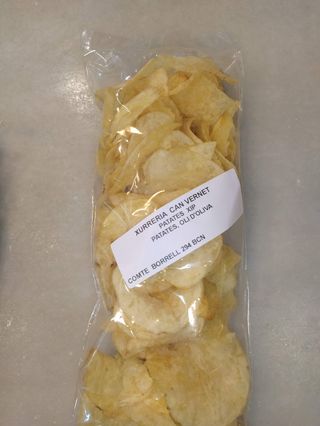 XURRERIA CAN VERNET
PATATES XIP
PATATES, OLI D'OLIVA
COMTE BORRELL 294 BCN